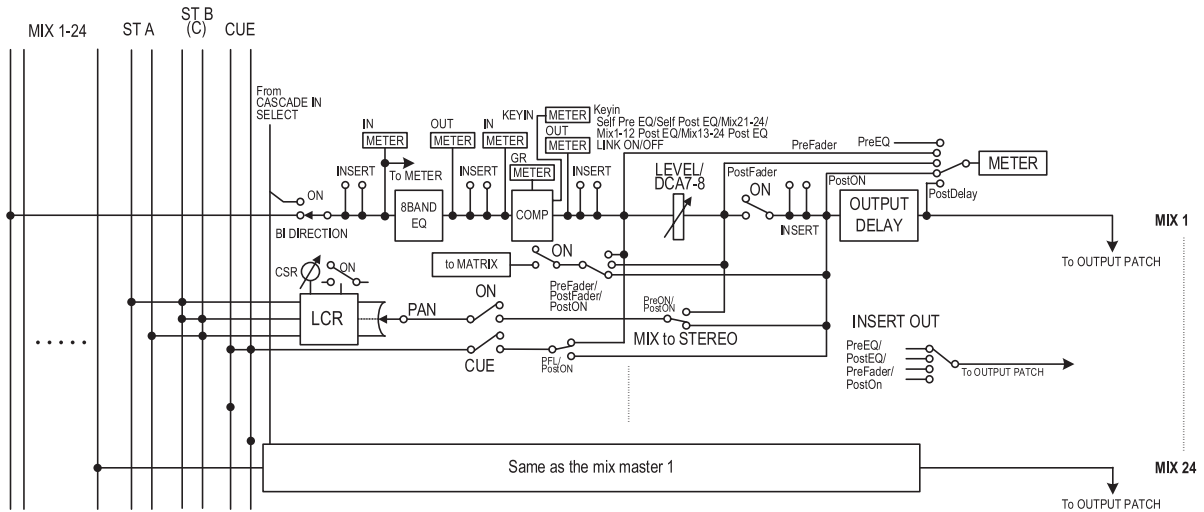 MIX 1-24
ST A
ST B
(C)
CUE
From
CASCADE IN
SELECT
IN
METER
To METER
OUT
METER
IN
METER
KEYIN
METER
Keyin
Self Pre EQ/Self Post EQ/Mix21-24/
Mix1-12 Post EQ/Mix13-24 Post EQ
LINK ON/OFF
OUT
METER
GR
METER
INSERT
INSERT
INSERT
ON
BI DIRECTION
8BAND
EQ
COMP
LEVEL/
DCA7-8
PreFader
PreEQ
PostFader
PostON
PostDelay
METER
ON
INSERT
OUTPUT
DELAY
MIX 1
To OUTPUT PATCH
to MATRIX
ON
PreFader/
PostFader/
PostON
CSR
ON
LCR
PAN
ON
PreON/
PostON
MIX to STEREO
CUE
PFL/
PostON
INSERT OUT
PreEQ/
PostEQ/
PreFader/
PostOn
To OUTPUT PATCH
Same as the mix master 1
MIX 24
To OUTPUT PATCH